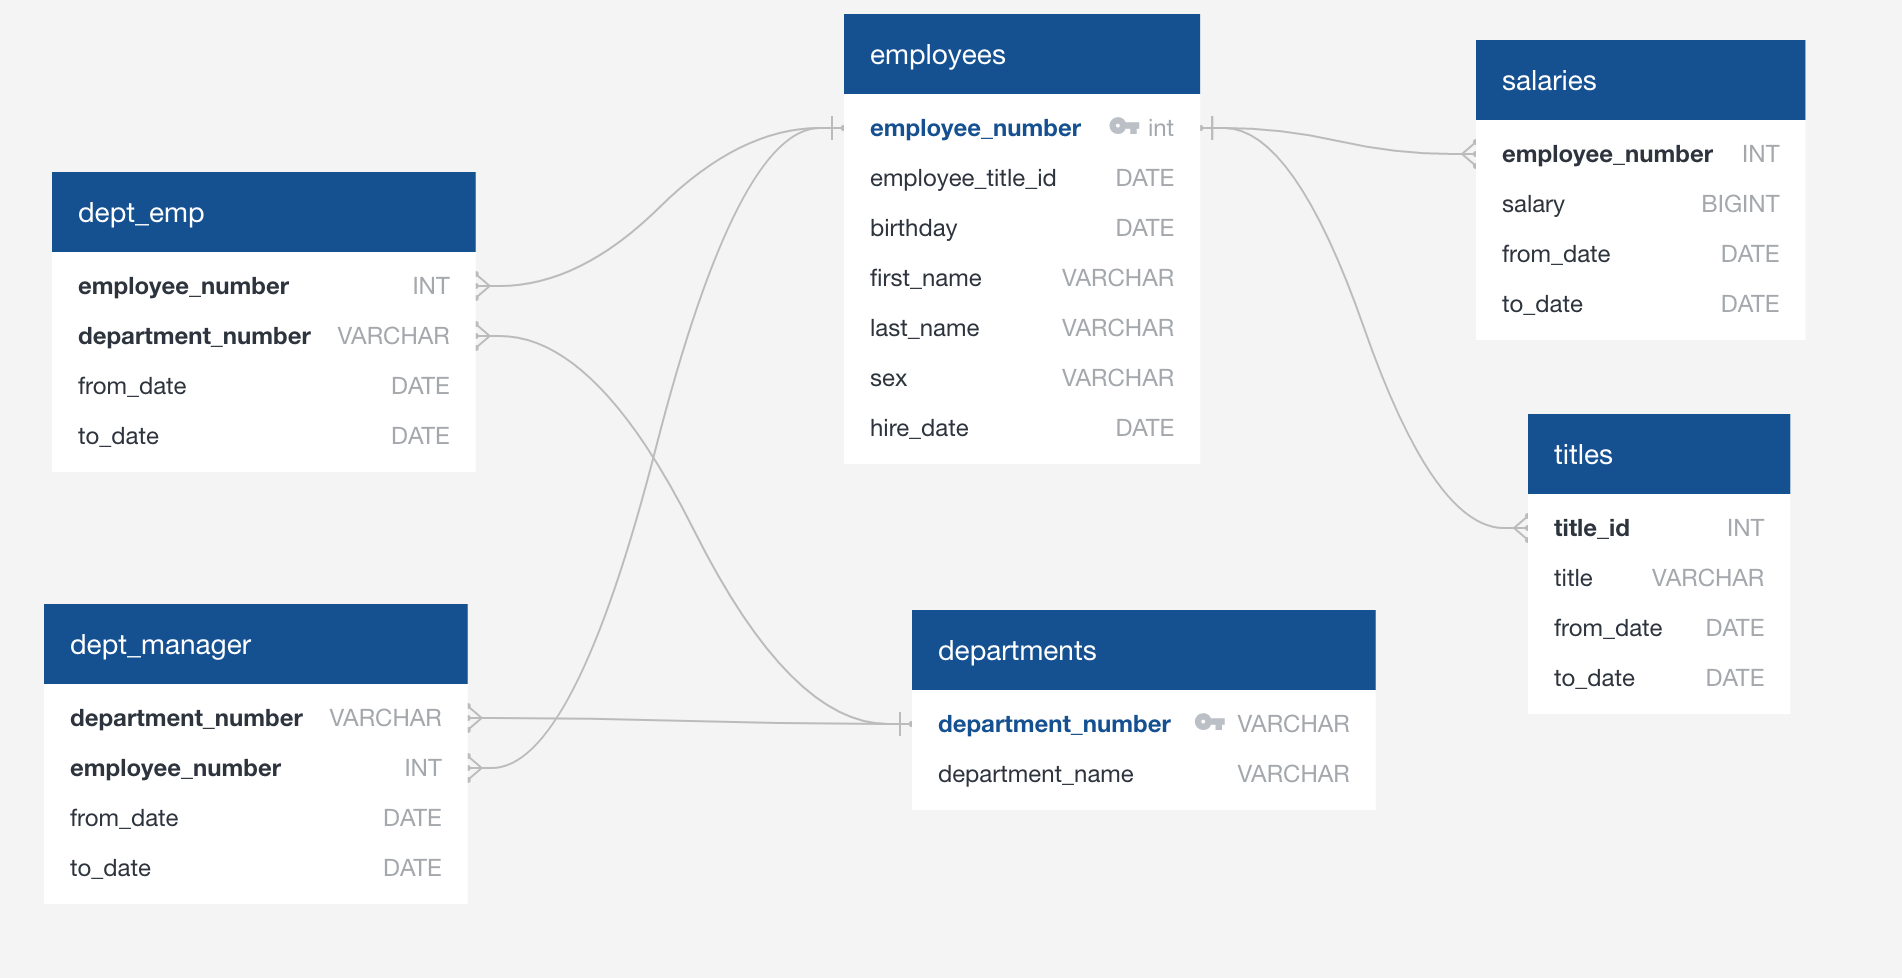 employees
employee_number int
employee_title_id DATE
birthday DATE
first_name VARCHAR
last_name VARCHAR
sex VARCHAR
hire_date DATE
salaries
employee_number INT
salary BIGINT
from_date DATE
to_date DATE
dept_emp
employee_number INT
department_number VARCHAR
from_date DATE
to_date DATE
titles
title_id INT
title VARCHAR
from_date DATE
to_date DATE
dept_manager
department_number VARCHAR
employee_number INT
from_date DATE
to_date DATE
departments
department_number VARCHAR
department_name VARCHAR